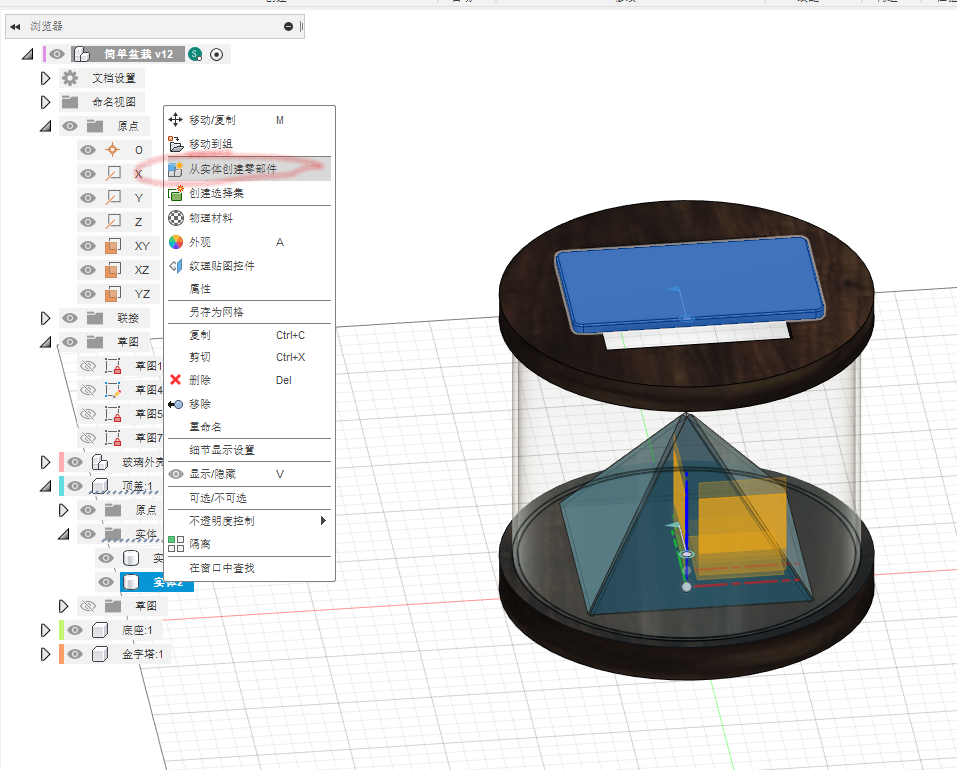 浏览器
简单盆栽 v12
S
文档设置
命名视图
原点
O
X
Y
Z
XY
XZ
YZ
联接
草图
草图1
草图4
草图5
草图7
玻璃外壳
顶盖:1
原点
实体
实
实体2
草图
底座:1
金字塔:1
移动/复制 M
移动到组
从实体创建零部件
创建选择集
物理材料
外观 A
纹理贴图控件
属性
另存为网格
复制 Ctrl+C
剪切 Ctrl+X
删除 Del
移除
重命名
细节显示设置
显示/隐藏 V
可选/不可选
不透明度控制
隔离
在窗口中查找